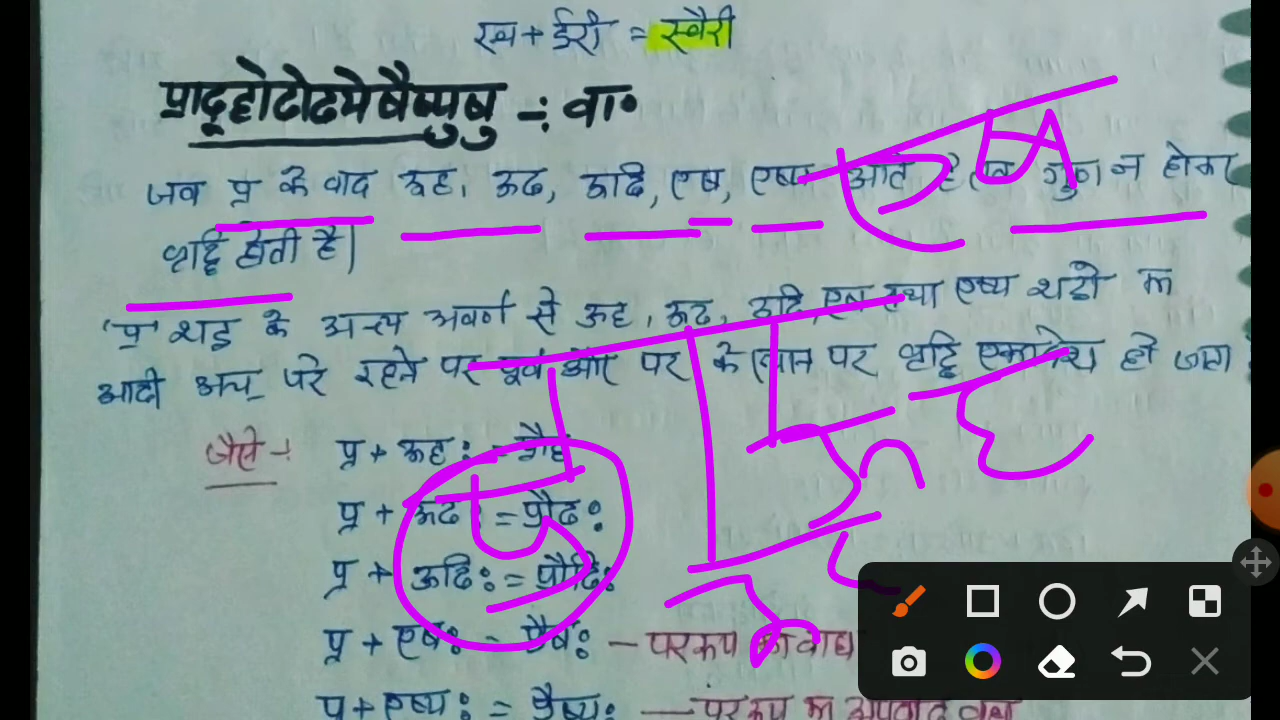 स्व + ईरी = स्वैरी
प्रादूहोढोढ्येषैष्येषु -: वा०
जब प्र के बाद ऊह, ऊढ, ऊढि, एष, एष्य आते है तब गुण न होकर
वृद्धि होती है|
'प्र' शब्द के अन्त्य अवर्ण से ऊह, ऊढ, ऊढि, एष तथा एष्य शब्दों के
आदी अच् परे रहने पर पूर्व और पर के स्थान पर वृद्धि एकादेश हो जाता
जैसे -: प्र + ऊह: = प्रौह
प्र + ऊढ: = प्रौढ:
प्र + ऊढि: = प्रौढि:
प्र + एष: = प्रैष: — पररूप का बाध
प्र + एष्य: = प्रैष्य: — पररूप का अपवाद